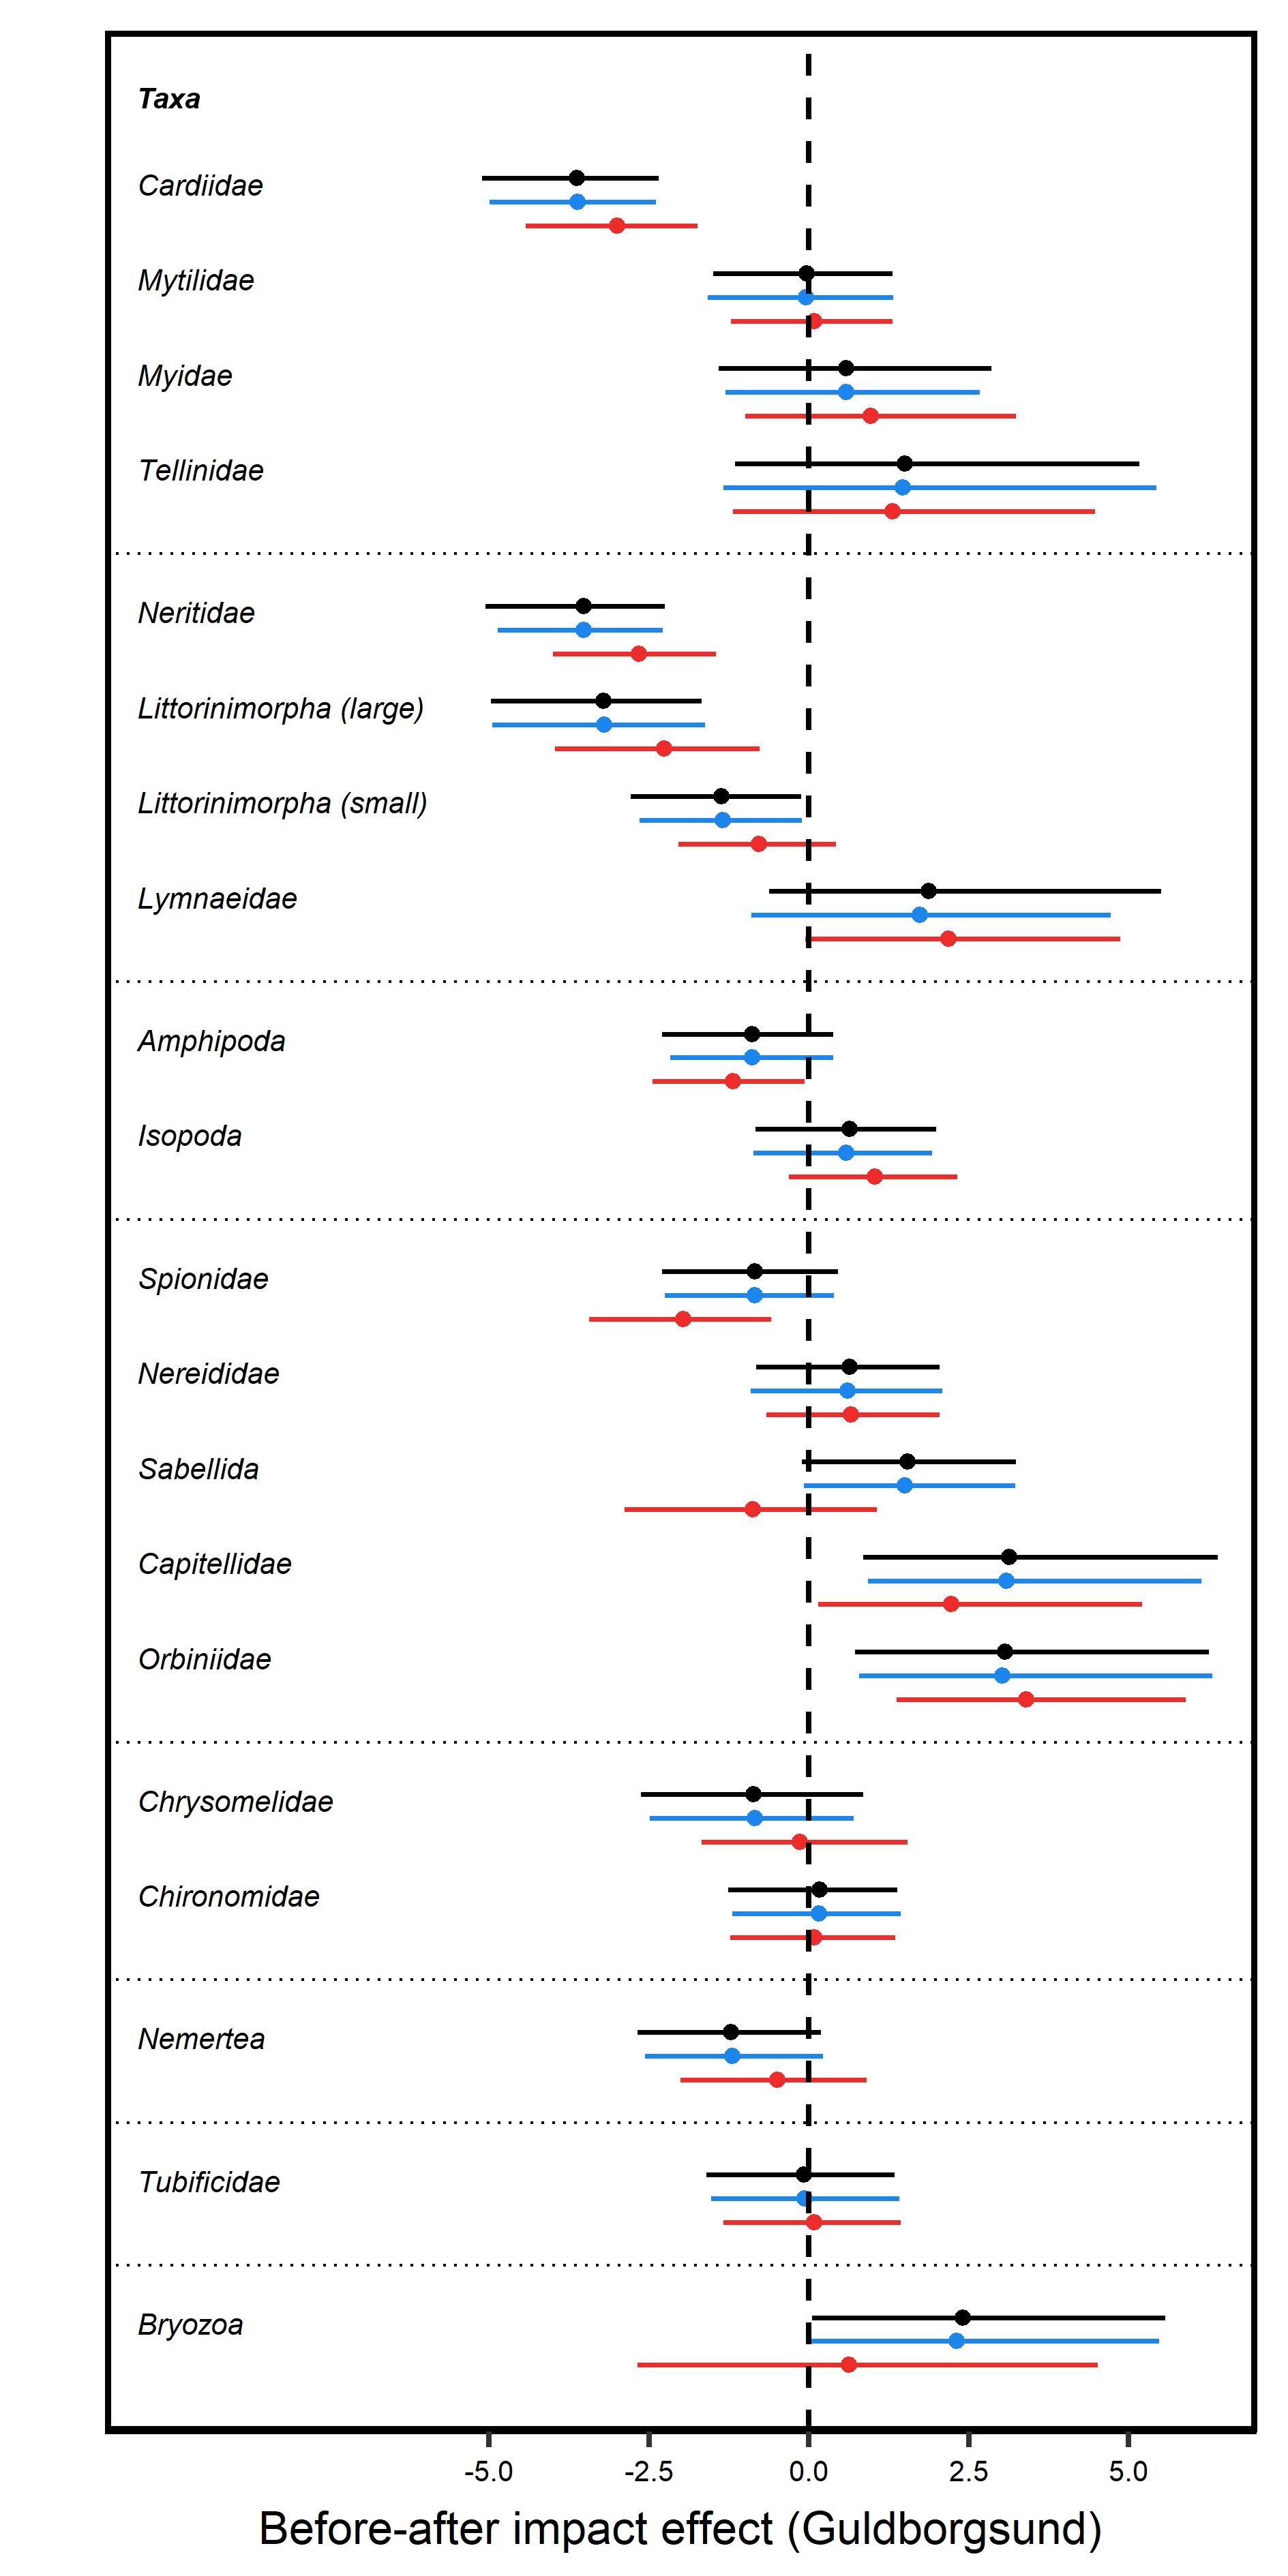 Taxa
Cardiidae
Mytilidae
Myidae
Tellinidae
Neritidae
Littorinimorpha (large)
Littorinimorpha (small)
Lymnaeidae
Amphipoda
Isopoda
Spionidae
Nereididae
Sabellida
Capitellidae
Orbiniidae
Chrysomelidae
Chironomidae
Nemertea
Tubificidae
Bryozoa
-5.0 -2.5 0.0 2.5 5.0
Before-after impact effect (Guldborgsund)